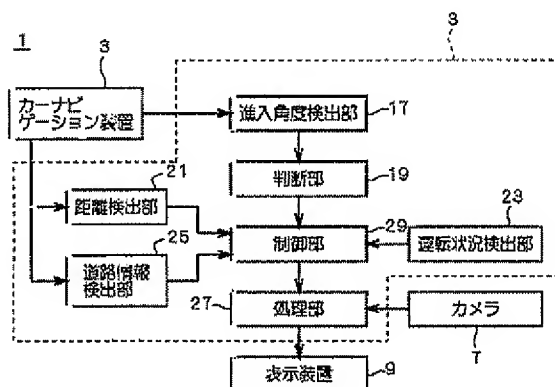 1
3
3
カーナビ
ゲーション装置
進入角度検出部
17
判断部
19
21
距離検出部
23
制御部
29
運転状況検出部
25
道路情報
検出部
27
処理部
カメラ
7
表示装置
9